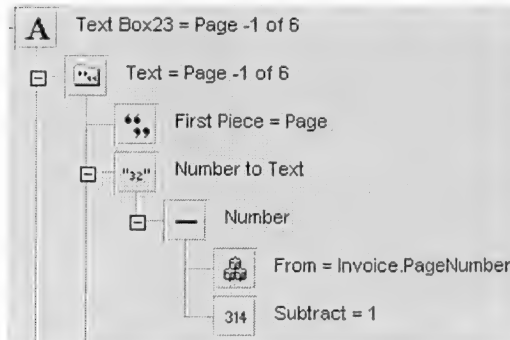 A Text Box23 = Page -1 of 6
Text = Page -1 of 6
First Piece = Page
"32" Number to Text
Number
From = Invoice.PageNumber
314 Subtract = 1